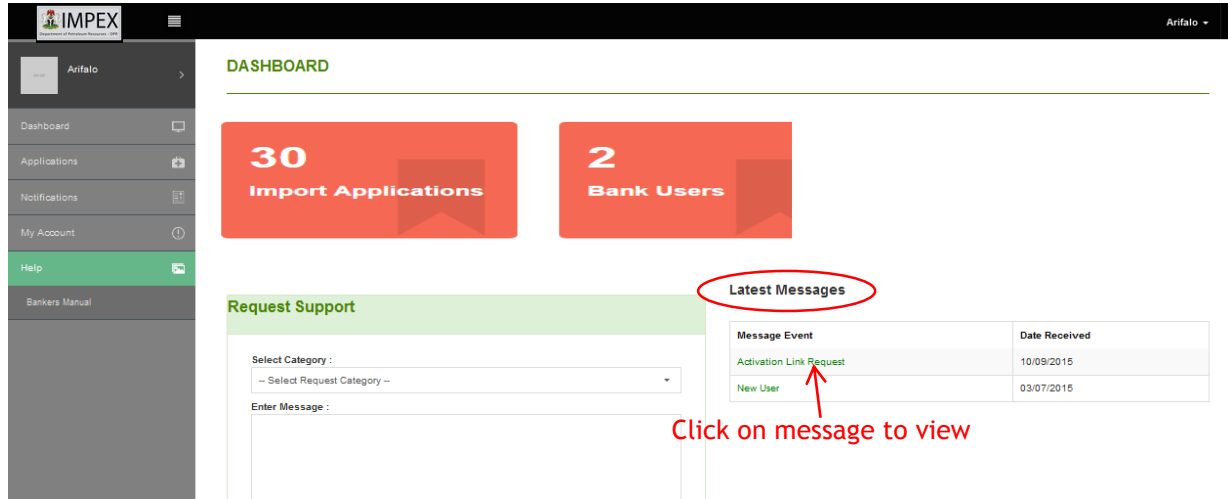 IMPEX
Department of Petroleum Resources - DPR
Arifalo
Arifalo
Dashboard
Applications
Notifications
My Account
Help
Bankers Manual
DASHBOARD
30
Import Applications
2
Bank Users
Request Support
Select Category :
-- Select Request Category --
Enter Message :
Latest Messages
Message Event Date Received
Activation Link Request 10/09/2015
New User 03/07/2015
Click on message to view